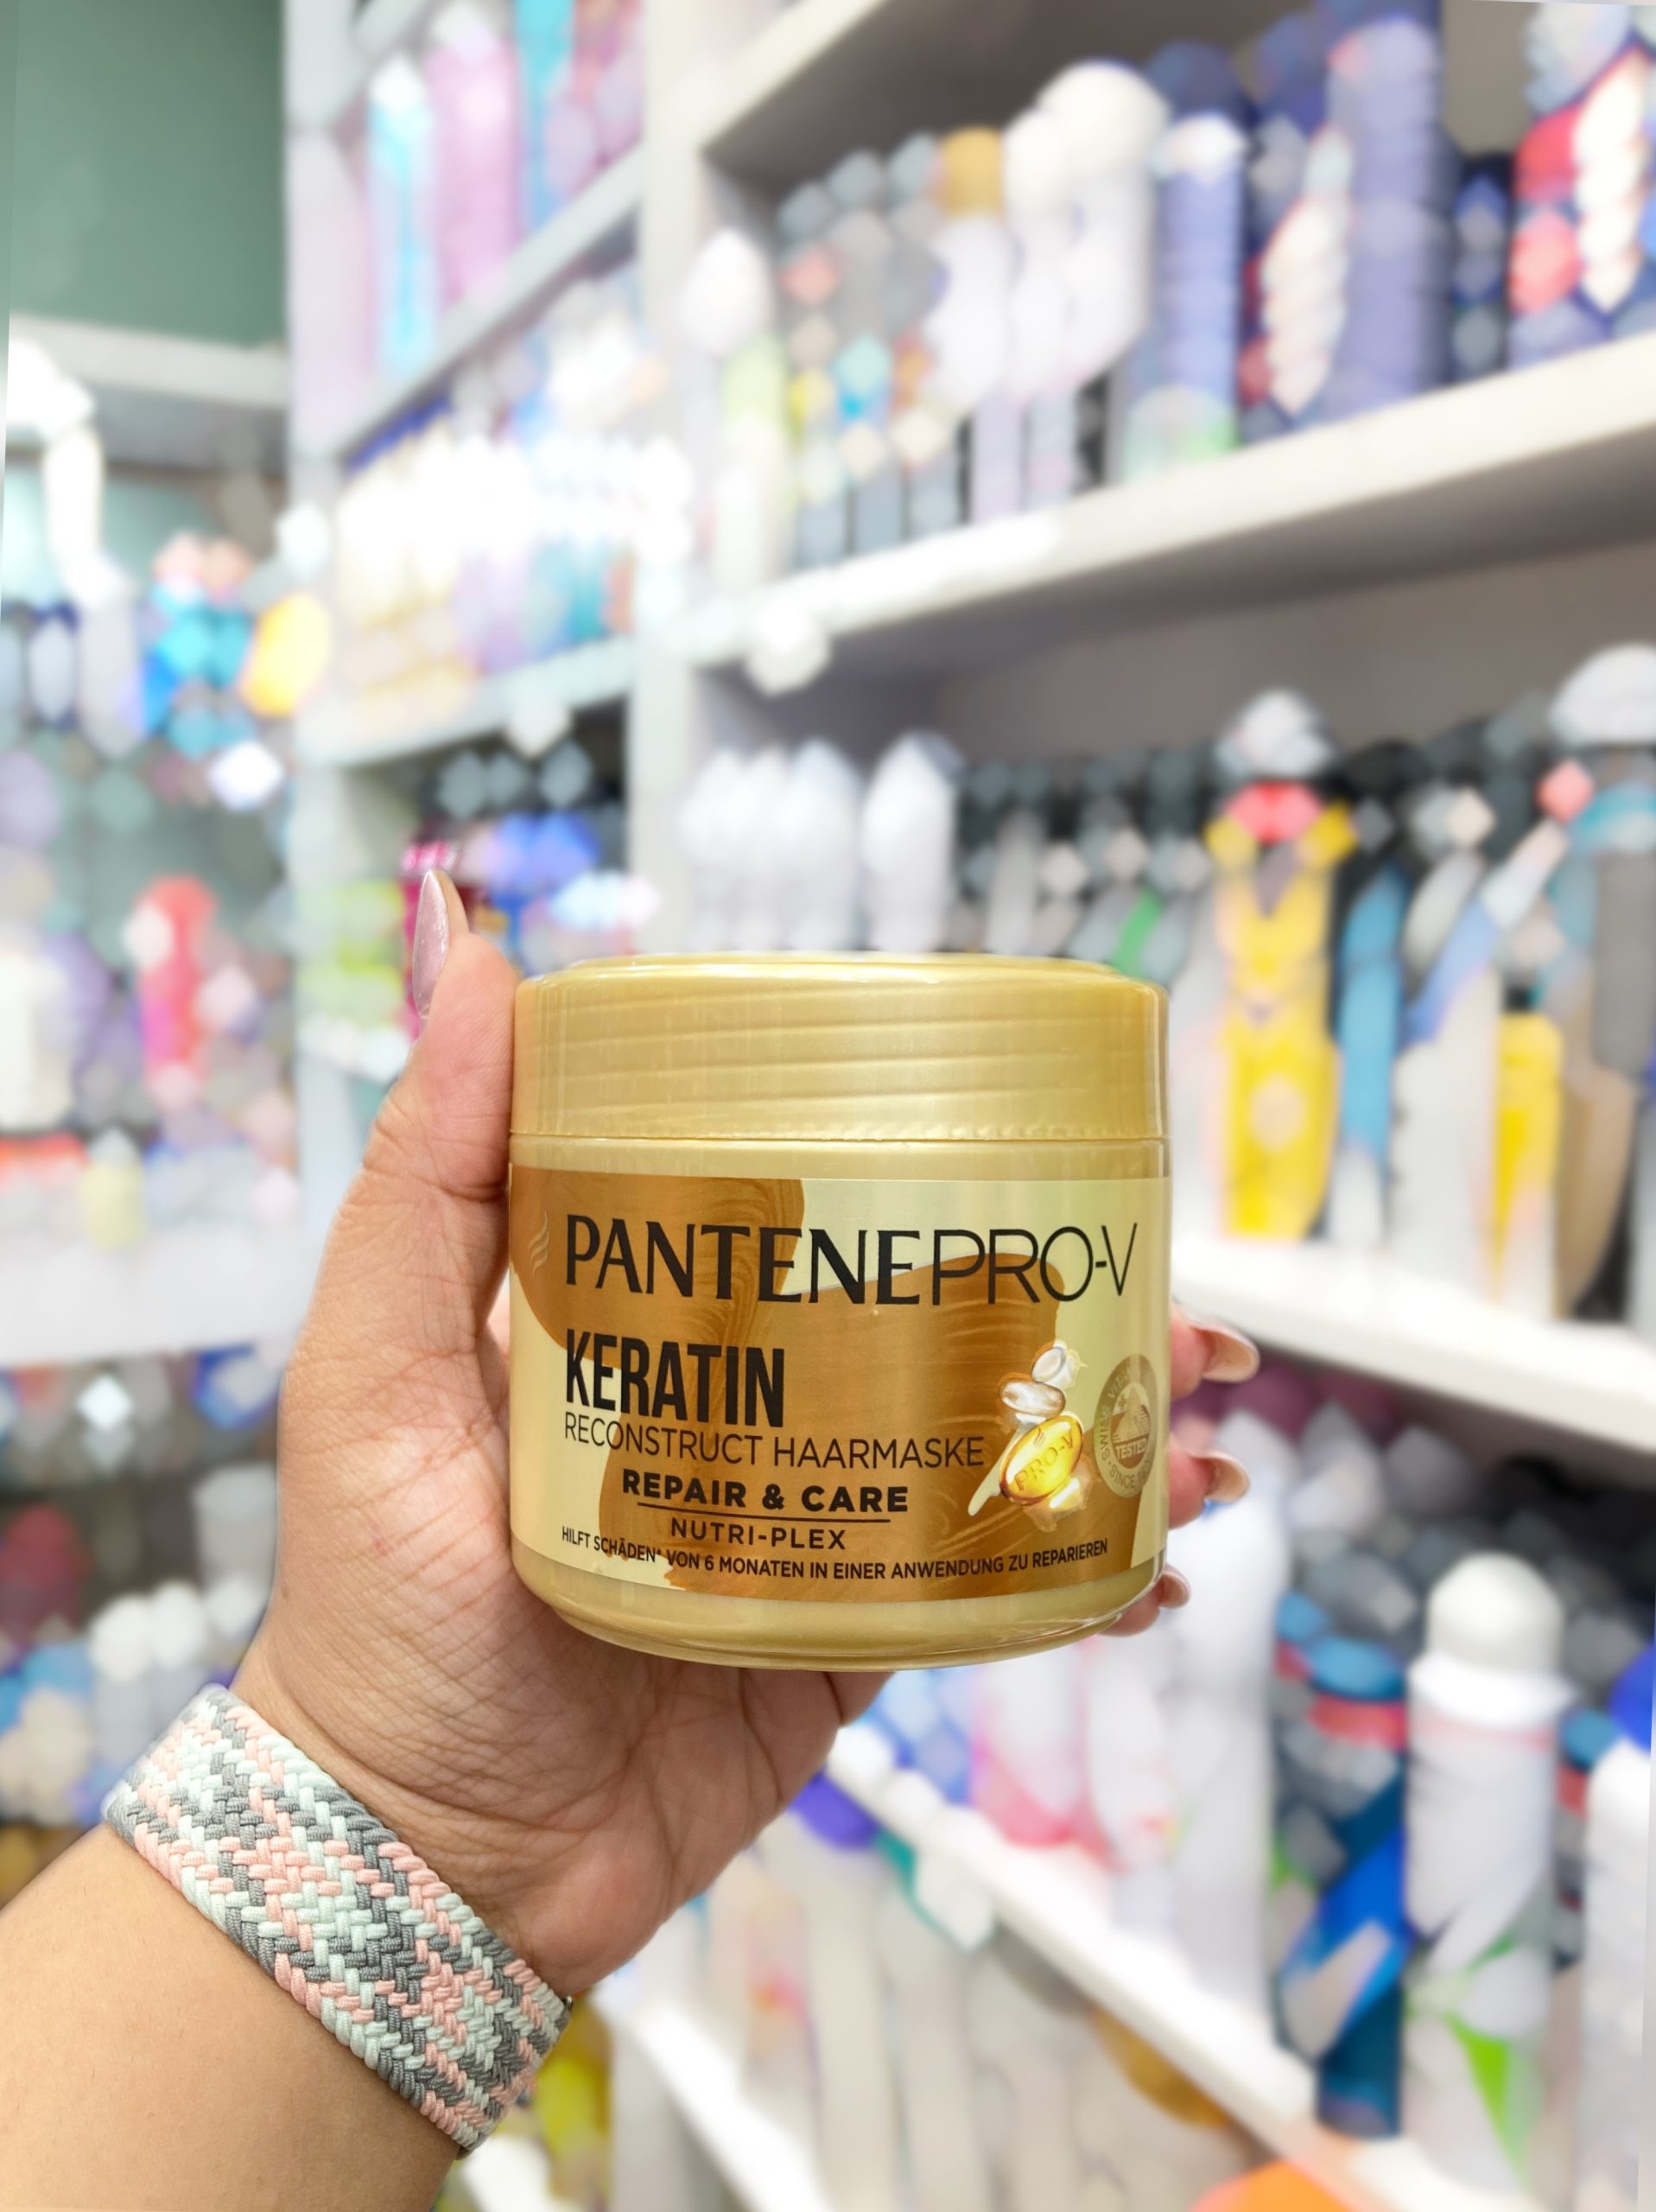 PANTENE PRO-V
KERATIN
RECONSTRUCT HAARMASKE
REPAIR & CARE
NUTRI-PLEX
HILFT SCHÄDEN* VON 6 MONATEN IN EINER ANWENDUNG ZU REPARIEREN
PRO-V
TESTED